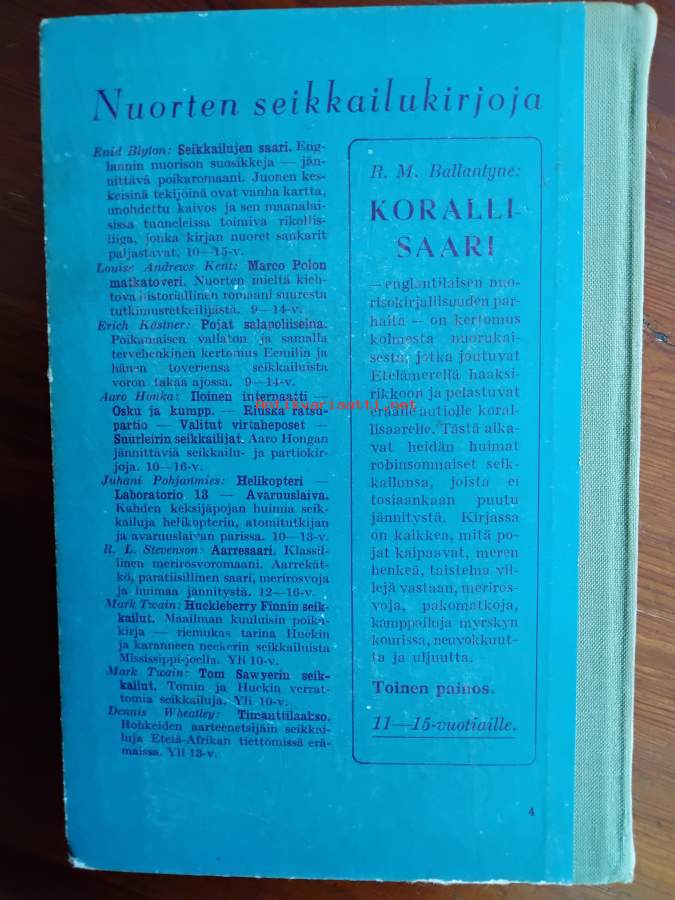 Nuorten seikkailukirjoja
Enid Blyton: Seikkailujen saari. Eng-
lannin nuorison suosikkeja — jän-
nittävä poikaromaani. Juonen kes-
keisinä tekijöinä ovat vanha kartta,
unohdettu kaivos ja sen maanalai-
sissa tunneleissa toimiva rikollis-
liiga, jonka kirjan nuoret sankarit
paljastavat. 10—15-v.
Louise Andrews Kent: Marco Polon
matkatoveri. Nuorten mieltä kieh-
tova historiallinen romaani suuresta
tutkimusretkeilijästä. 9—14-v.
Erich Kästner: Pojat salapoliiseina.
Poikamaisen vallaton ja samalla
tervehenkinen kertomus Eemilin ja
hänen toveriensa seikkailuista
voron takaa ajossa. 9—14-v.
Aaro Honka: Iloinen internaatti —
Osku ja kumpp. — Ritiska ratsu-
partio — Valitut virtaheposet —
Suurleirin seikkailijat. Aaro Hongan
jännittäviä seikkailu- ja partiokir-
joja. 10—16-v.
Juhani Pohjanmies: Helikopteri —
Laboratorio 13 — Avaruuslaiva.
Kahden keksijäpojan huimia seik-
kailuja helikopterin, atomitutkijan
ja avaruuslaivan parissa. 10—13-v.
R. L. Stevenson: Aarresaari. Klassil-
linen merirosvoromaani. Aarrekät-
kö, paratiisillinen saari, merirosvoja
ja huimaa jännitystä. 12—16-v.
Mark Twain: Huckleberry Finnin seik-
kailut. Maailman kuuluisin poika-
kirja — riemukas tarina Huckin
ja karanneen neekerin seikkailuista
Mississippi-joella. Yli 10-v.
Mark Twain: Tom Sawyerin seik-
kailut. Tomin ja Huckin verrat-
tomia seikkailuja. Yli 10-v.
Dennis Wheatley: Timanttilaakso.
Rohkeiden aarteenetsijäin seikkai-
luja Etelä-Afrikan tiettömissä erä-
maissa. Yli 13-v.
R. M. Ballantyne:
KORALLI-
SAARI
— englantilaisen nuo-
risokirjallisuuden par-
haita — on kertomus
kolmesta nuorukai-
sesta, jotka joutuvat
Etelämerellä haaksi-
rikkoon ja pelastuvat
eräälle autiolle koral-
lisaarelle. Tästä alka-
vat heidän huimat
robinsonmaiset seik-
kailunsa, joista ei
tosiaankaan puutu
jännitystä. Kirjassa
on kaikkea, mitä po-
jat kaipaavat, meren
henkeä, taistelua vil-
lejä vastaan, meriros-
voja, pakomatkoja,
kamppailuja myrskyn
kourissa, neuvokkuut-
ta ja uljuutta.
Toinen painos.
11—15-vuotiaille.
4
antikvariaatti.net